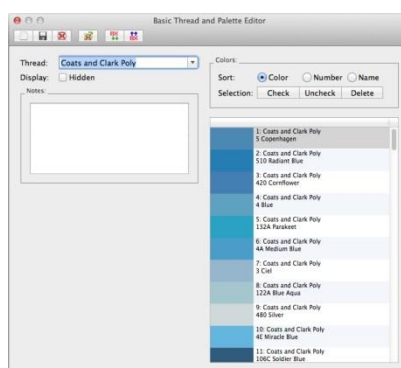 Basic Thread and Palette Editor
Thread: Coats and Clark Poly
Display: Hidden
Notes:
Colors:
Sort: Color Number Name
Selection: Check Uncheck Delete
1: Coats and Clark Poly
5 Copenhagen
2: Coats and Clark Poly
510 Radiant Blue
3: Coats and Clark Poly
420 Cornflower
4: Coats and Clark Poly
4 Blue
5: Coats and Clark Poly
132A Parakeet
6: Coats and Clark Poly
4A Medium Blue
7: Coats and Clark Poly
3 Ciel
8: Coats and Clark Poly
122A Blue Aqua
9: Coats and Clark Poly
480 Silver
10: Coats and Clark Poly
4E Miracle Blue
11: Coats and Clark Poly
106C Soldier Blue